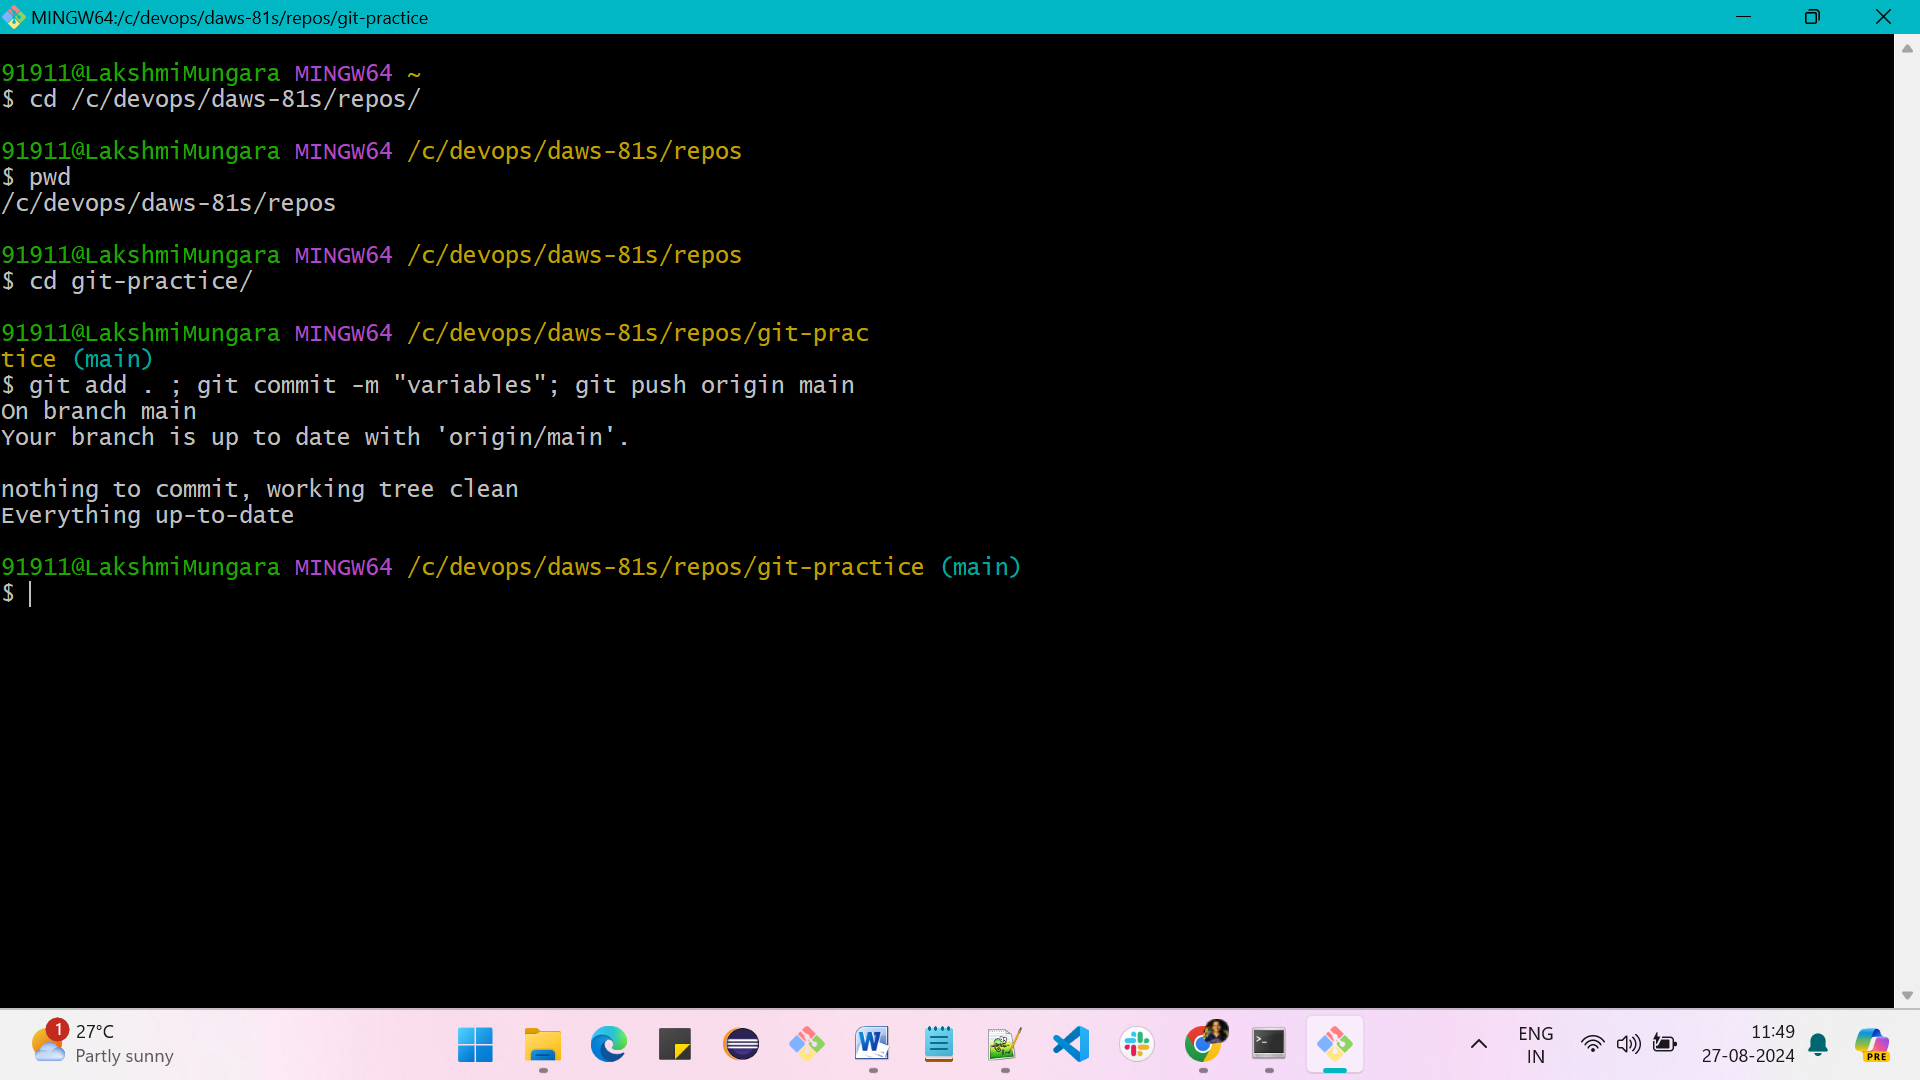 MINGW64:/c/devops/daws-81s/repos/git-practice
91911@LakshmiMungara MINGW64 ~
$ cd /c/devops/daws-81s/repos/
91911@LakshmiMungara MINGW64 /c/devops/daws-81s/repos
$ pwd
/c/devops/daws-81s/repos
91911@LakshmiMungara MINGW64 /c/devops/daws-81s/repos
$ cd git-practice/
91911@LakshmiMungara MINGW64 /c/devops/daws-81s/repos/git-prac
tice (main)
$ git add . ; git commit -m "variables"; git push origin main
On branch main
Your branch is up to date with 'origin/main'.
nothing to commit, working tree clean
Everything up-to-date
91911@LakshmiMungara MINGW64 /c/devops/daws-81s/repos/git-practice (main)
$
1
27°C
Partly sunny
W
ENG
IN
11:49
27-08-2024
PRE